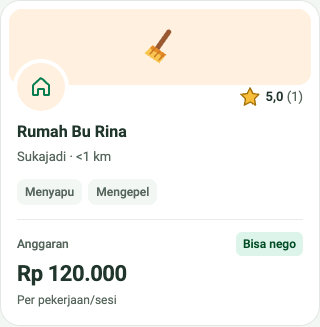 5,0 (1)
Rumah Bu Rina
Sukajadi · <1 km
Menyapu Mengepel
Anggaran Bisa nego
Rp 120.000
Per pekerjaan/sesi